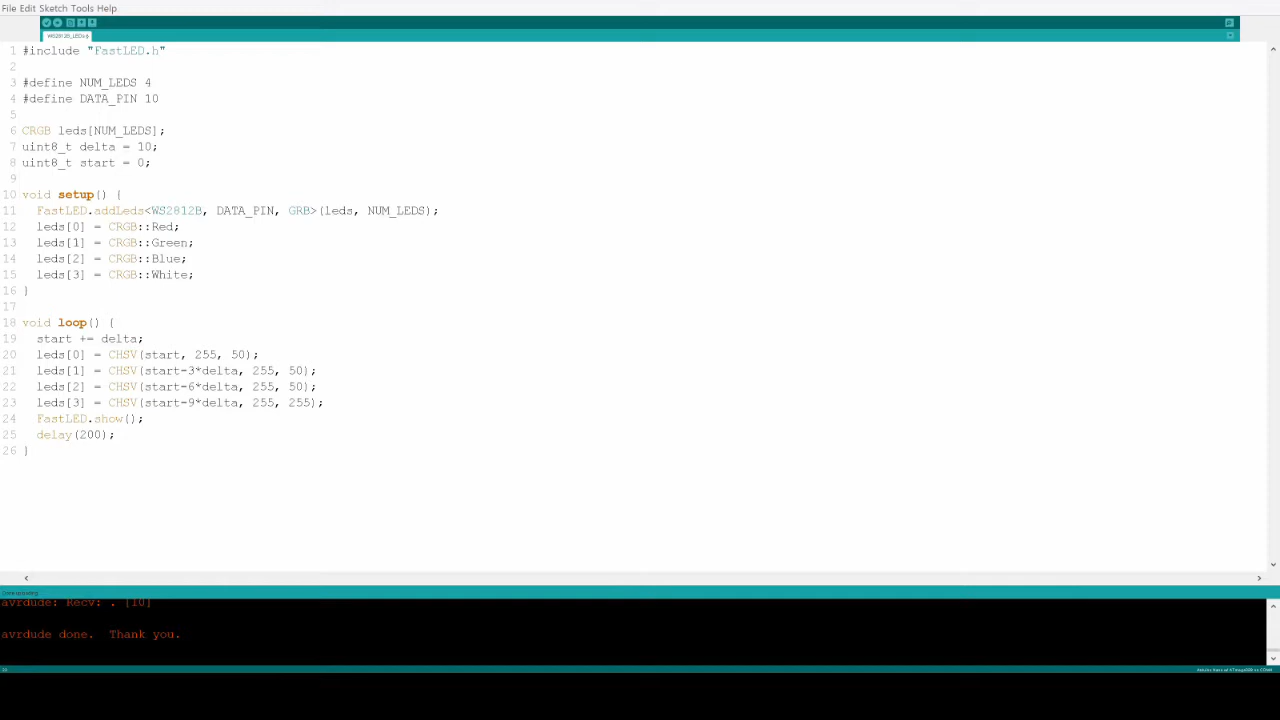 File Edit Sketch Tools Help
WS2812B_LEDs
1 #include "FastLED.h"
2
3 #define NUM_LEDS 4
4 #define DATA_PIN 10
5
6 CRGB leds[NUM_LEDS];
7 uint8_t delta = 10;
8 uint8_t start = 0;
9
10 void setup() {
11 FastLED.addLeds<WS2812B, DATA_PIN, GRB>(leds, NUM_LEDS);
12 leds[0] = CRGB::Red;
13 leds[1] = CRGB::Green;
14 leds[2] = CRGB::Blue;
15 leds[3] = CRGB::White;
16 }
17
18 void loop() {
19 start += delta;
20 leds[0] = CHSV(start, 255, 50);
21 leds[1] = CHSV(start-3*delta, 255, 50);
22 leds[2] = CHSV(start-6*delta, 255, 50);
23 leds[3] = CHSV(start-9*delta, 255, 255);
24 FastLED.show();
25 delay(200);
26 }
avrdude: Recv: . [10]
avrdude done. Thank you.